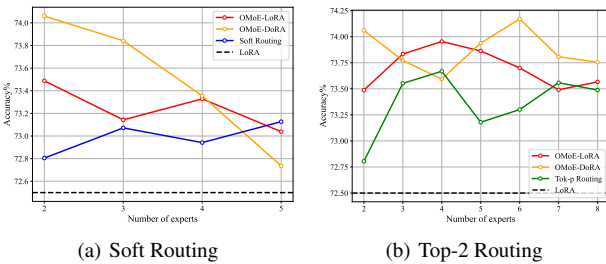 74.0
73.8
73.6
73.4
73.2
73.0
72.8
72.6
Accuracy%
2
3
4
5
Number of experts
OMoE-LoRA
OMoE-DoRA
Soft Routing
LoRA
(a) Soft Routing
74.25
74.00
73.75
73.50
73.25
73.00
72.75
72.50
Accuracy%
2
3
4
5
6
7
8
Number of experts
OMoE-LoRA
OMoE-DoRA
Tok-p Routing
LoRA
(b) Top-2 Routing